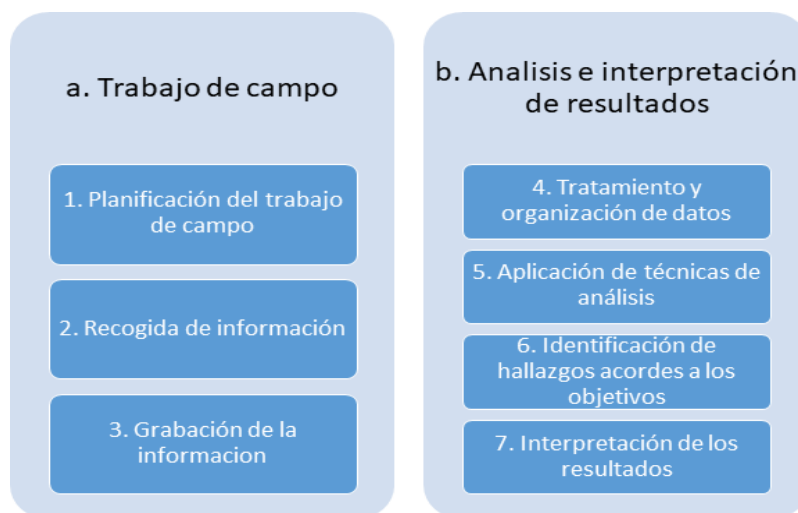 a. Trabajo de campo
1. Planificación del trabajo
de campo
2. Recogida de información
3. Grabación de la
informacion
b. Analisis e interpretación
de resultados
4. Tratamiento y
organización de datos
5. Aplicación de técnicas de
análisis
6. Identificación de
hallazgos acordes a los
objetivos
7. Interpretación de los
resultados